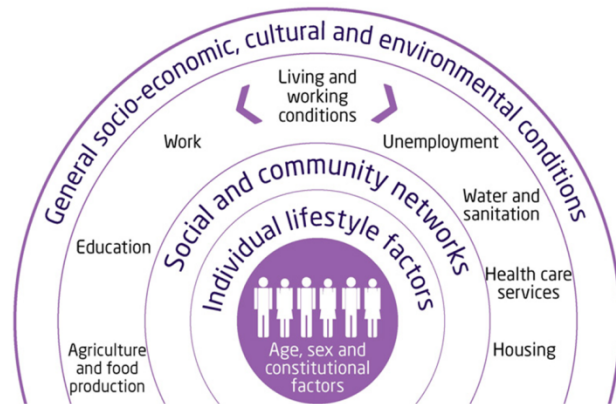 General socio-economic, cultural and environmental conditions
Living and
working
conditions
Work
Unemployment
Social and community networks
Water and
sanitation
Education
Individual lifestyle factors
Health care
services
Agriculture
and food
production
Age, sex and
constitutional
factors
Housing